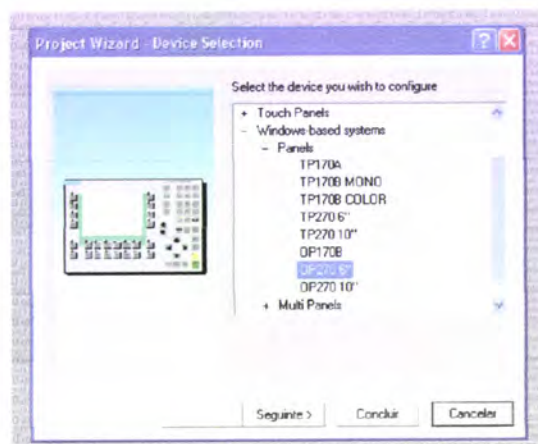 Project Wizard - Device Selection
Select the device you wish to configure
+ Touch Panels
- Windows-based systems
- Panels
TP170A
TP170B MONO
TP170B COLOR
TP270 6"
TP270 10"
OP170B
OP270 6"
OP270 10"
+ Multi Panels
Seguinte >
Concluir
Cancelar